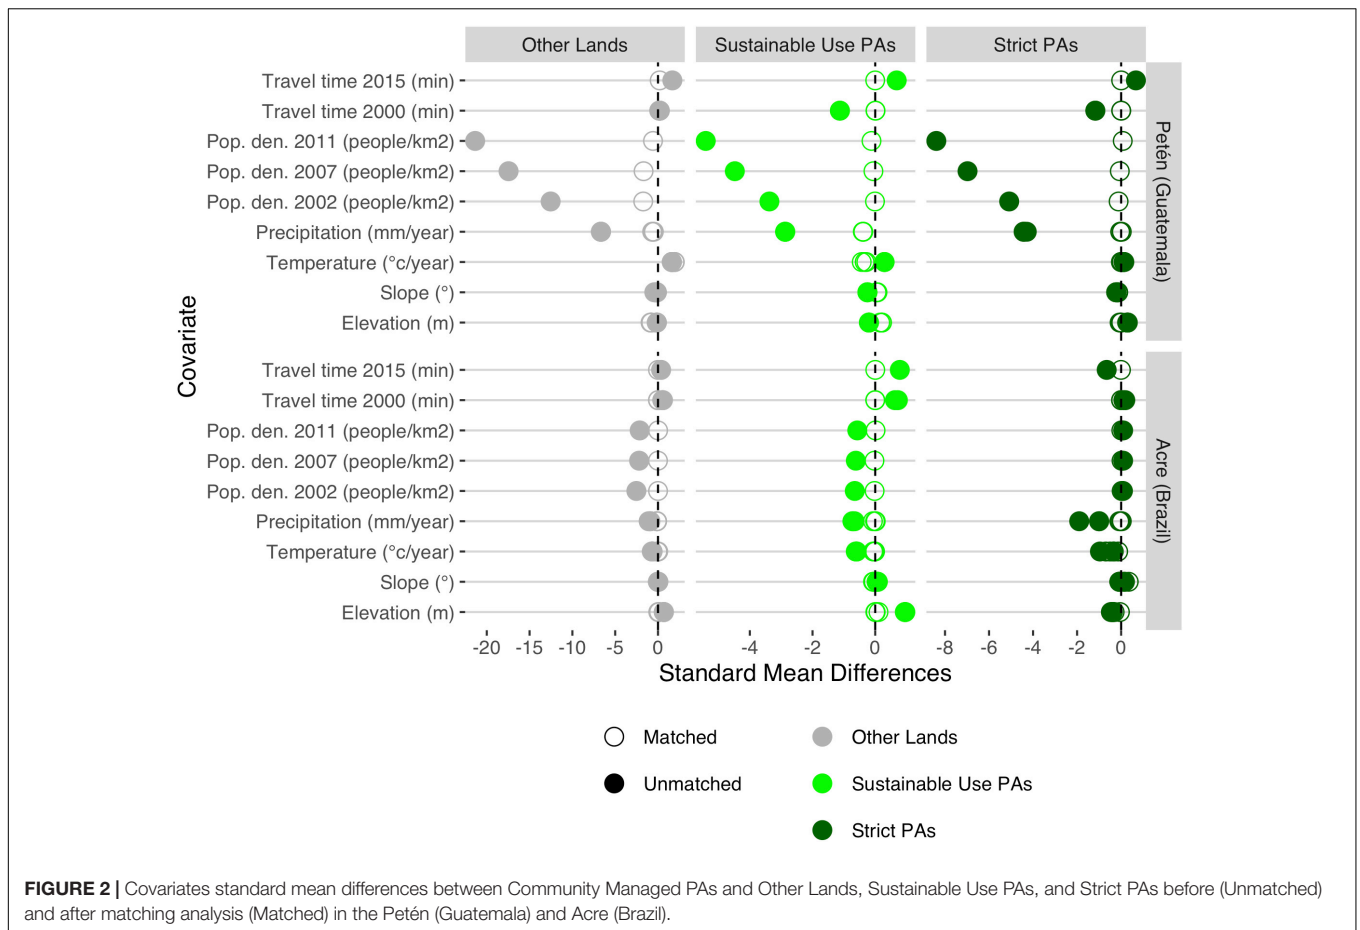 Other Lands
Sustainable Use PAs
Strict PAs
Covariate
Travel time 2015 (min)
Travel time 2000 (min)
Pop. den. 2011 (people/km2)
Pop. den. 2007 (people/km2)
Pop. den. 2002 (people/km2)
Precipitation (mm/year)
Temperature (°c/year)
Slope (°)
Elevation (m)
Petén (Guatemala)
Travel time 2015 (min)
Travel time 2000 (min)
Pop. den. 2011 (people/km2)
Pop. den. 2007 (people/km2)
Pop. den. 2002 (people/km2)
Precipitation (mm/year)
Temperature (°c/year)
Slope (°)
Elevation (m)
Acre (Brazil)
-20 -15 -10 -5 0
-4 -2 0
-8 -6 -4 -2 0
Standard Mean Differences
Matched
Unmatched
Other Lands
Sustainable Use PAs
Strict PAs
FIGURE 2 | Covariates standard mean differences between Community Managed PAs and Other Lands, Sustainable Use PAs, and Strict PAs before (Unmatched)
and after matching analysis (Matched) in the Petén (Guatemala) and Acre (Brazil).